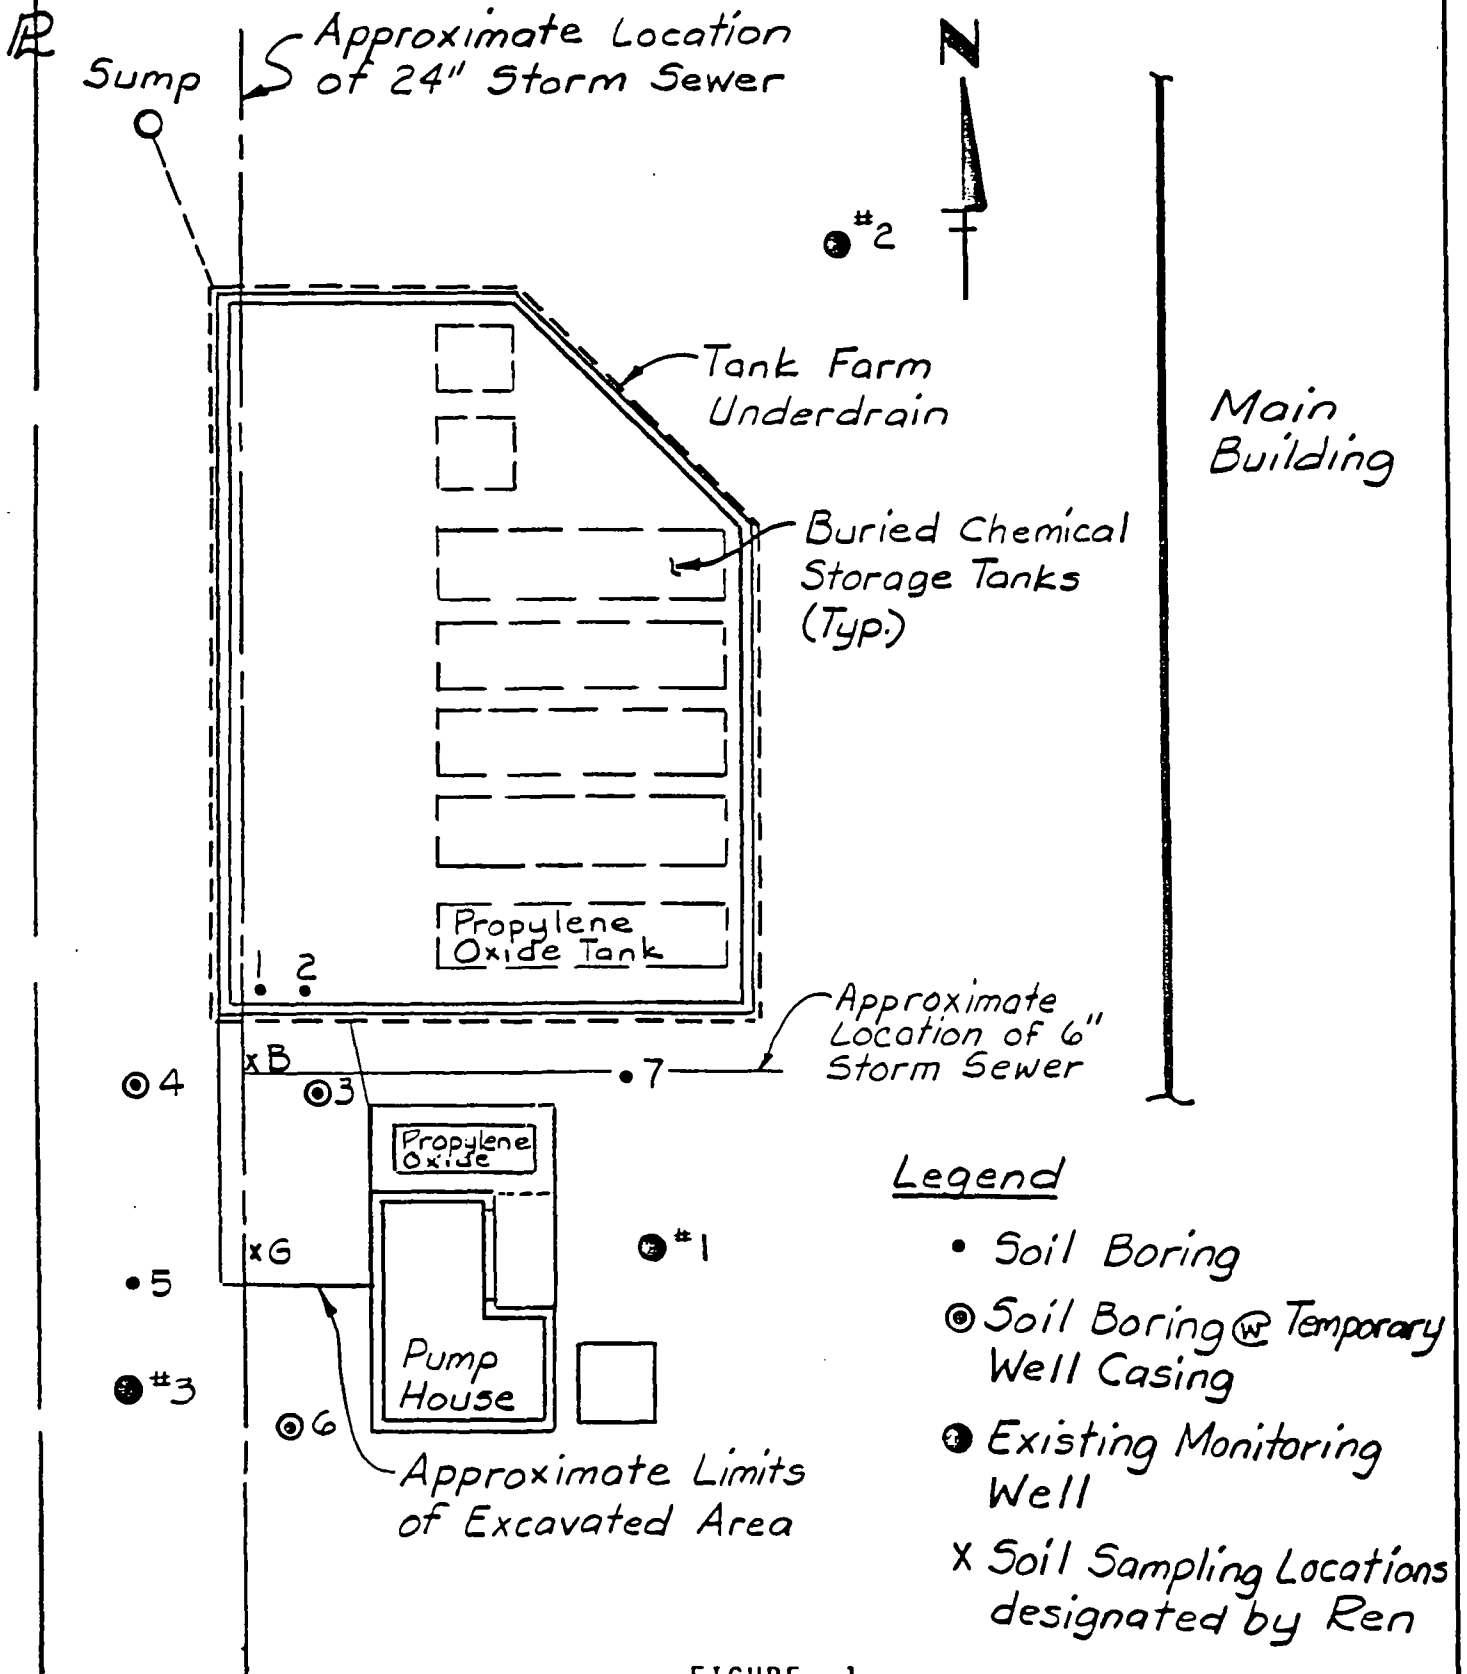 PL
Approximate Location
of 24" Storm Sewer
Sump
N
#2
Tank Farm
Underdrain
Main
Building
Buried Chemical
Storage Tanks
(Typ.)
Propylene
Oxide Tank
1 2
Approximate
Location of 6"
Storm Sewer
x B
4
3
7
Propylene
Oxide
Legend
x G
#1
• Soil Boring
5
Soil Boring w Temporary
Well Casing
Pump
House
#3
6
Existing Monitoring
Well
Approximate Limits
of Excavated Area
x Soil Sampling Locations
designated by Ren
FIGURE 1